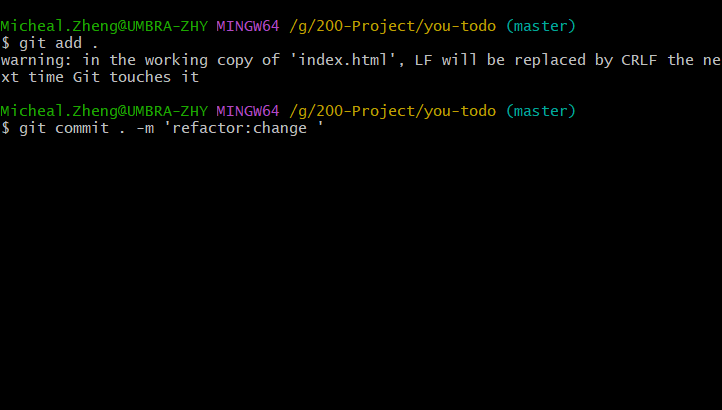 Micheal.Zheng@UMBRA-ZHY MINGW64 /g/200-Project/you-todo (master)
$ git add .
warning: in the working copy of 'index.html', LF will be replaced by CRLF the ne
xt time Git touches it
Micheal.Zheng@UMBRA-ZHY MINGW64 /g/200-Project/you-todo (master)
$ git commit . -m 'refactor:change '